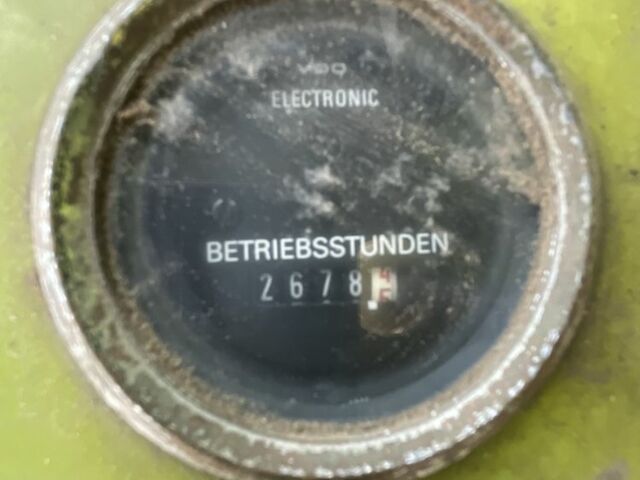 VDO
ELECTRONIC
BETRIEBSSTUNDEN
2678